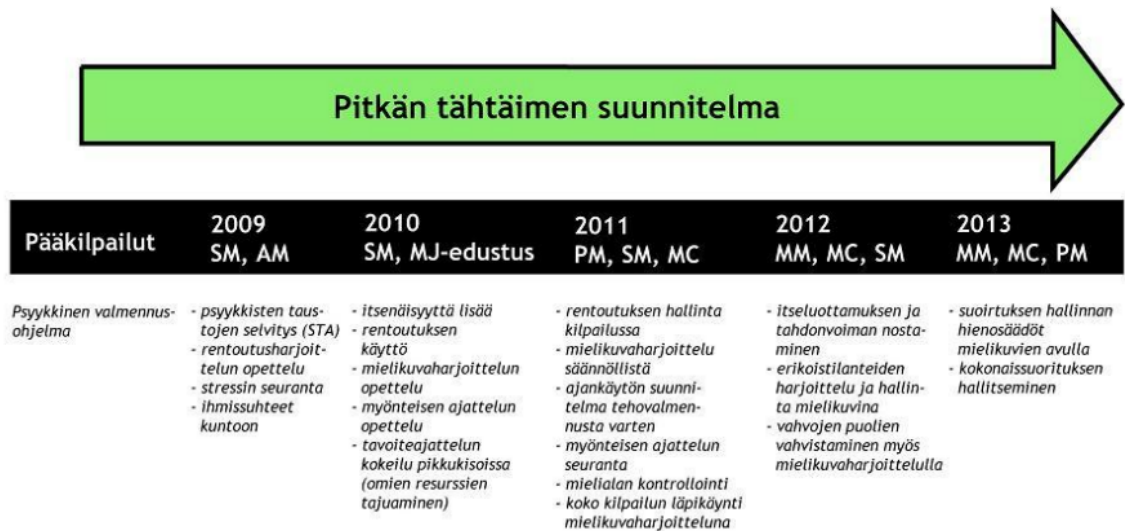 Pitkän tähtäimen suunnitelma
Pääkilpailut
2009
SM, AM
2010
SM, MJ-edustus
2011
PM, SM, MC
2012
MM, MC, SM
2013
MM, MC, PM
Psyykkinen valmennus-
ohjelma
- psyykkisten taus-
tojen selvitys (STA)
- rentoutusharjoit-
telun opettelu
- stressin seuranta
- ihmissuhteet
kuntoon
- itsenäisyyttä lisää
- rentoutuksen
käyttö
- mielikuvaharjoittelun
opettelu
- myönteisen ajattelun
opettelu
- tavoiteajattelun
kokeilu pikkukisoissa
(omien resurssien
tajuaminen)
- rentoutuksen hallinta
kilpailussa
- mielikuvaharjoittelu
säännöllistä
- ajankäytön suunni-
telma tehovalmen-
nusta varten
- myönteisen ajattelun
seuranta
- mielialan kontrollointi
- koko kilpailun läpikäynti
mielikuvaharjoitteluna
- itseluottamuksen ja
tahdonvoiman nosta-
minen
- erikoistilanteiden
harjoittelu ja hallin-
ta mielikuvina
- vahvojen puolien
vahvistaminen myös
mielikuvaharjoittelulla
- suoirtuksen hallinnan
hienosäädöt
mielikuvien avulla
- kokonaissuorituksen
hallitseminen